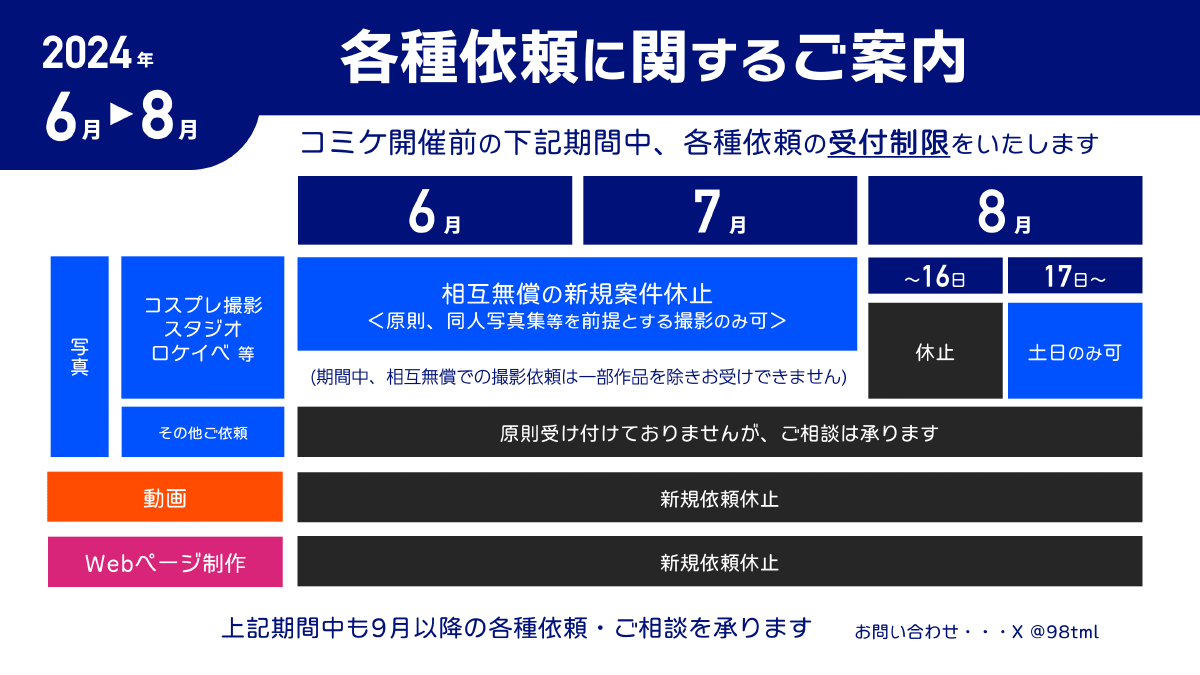 2024年
6月▶8月
各種依頼に関するご案内
コミケ開催前の下記期間中、各種依頼の受付制限をいたします
6月
7月
8月
写真
コスプレ撮影
スタジオ
ロケイベ 等
相互無償の新規案件休止
＜原則、同人写真集等を前提とする撮影のみ可＞
(期間中、相互無償での撮影依頼は一部作品を除きお受けできません)
～16日
17日～
休止
土日のみ可
その他ご依頼
原則受け付けておりませんが、ご相談は承ります
動画
新規依頼休止
Webページ制作
新規依頼休止
上記期間中も9月以降の各種依頼・ご相談を承ります
お問い合わせ・・・X @98tml